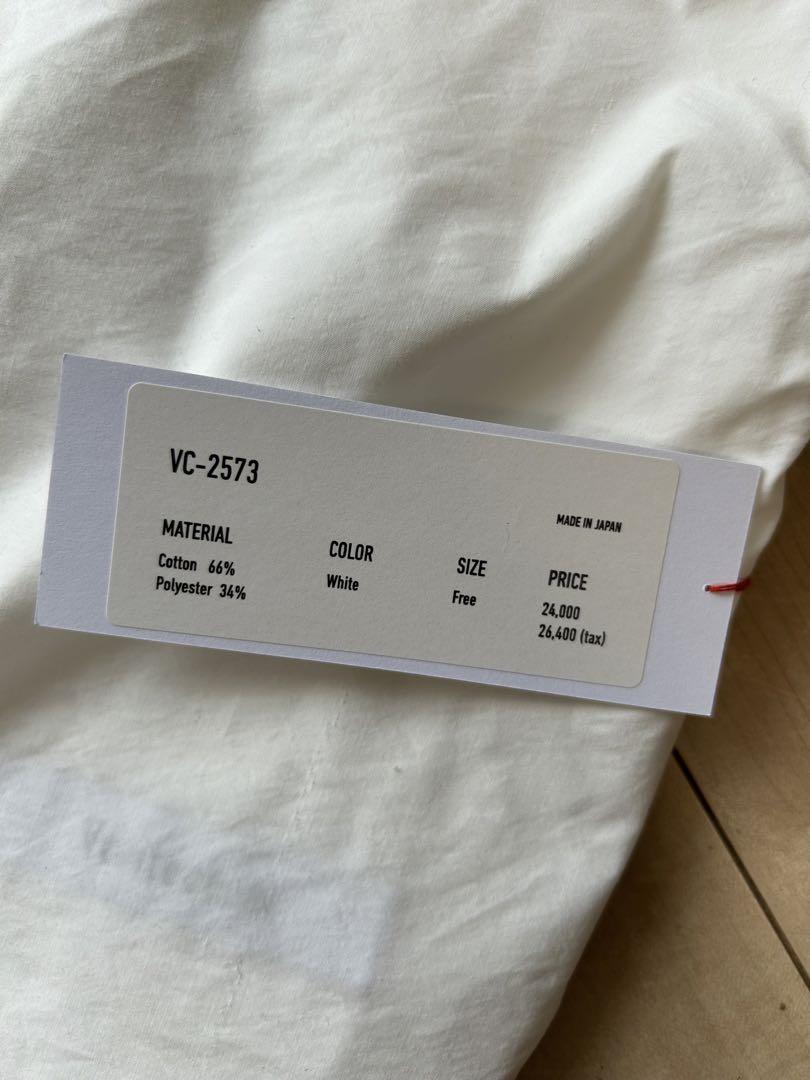 VC-2573
MADE IN JAPAN
MATERIAL
Cotton 66%
Polyester 34%
COLOR
White
SIZE
Free
PRICE
24,000
26,400 (tax)